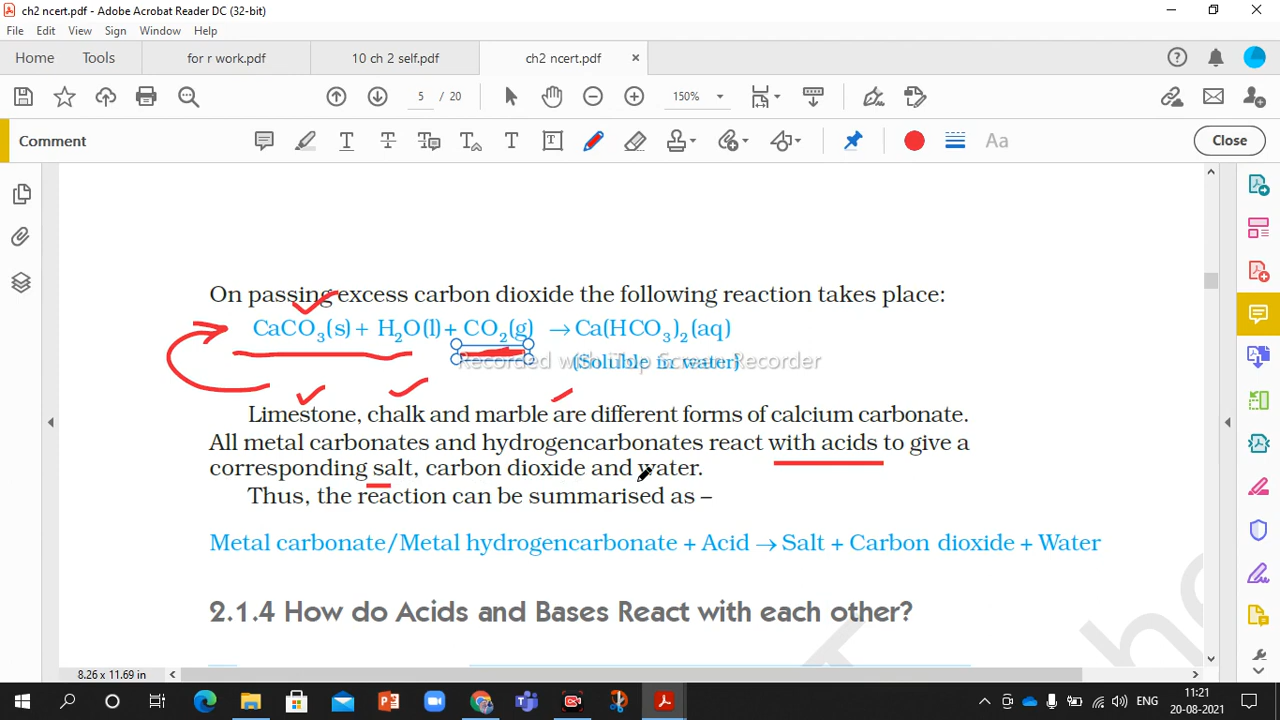 ch2 ncert.pdf - Adobe Acrobat Reader DC (32-bit)
File Edit View Sign Window Help
Home Tools for r work.pdf 10 ch 2 self.pdf ch2 ncert.pdf ×
5 / 20 150%
Comment Aa Close
On passing excess carbon dioxide the following reaction takes place:
CaCO₃(s) + H₂O(l) + CO₂(g) → Ca(HCO₃)₂(aq)
(Soluble in water)
Recorded with iTop Screen Recorder
Limestone, chalk and marble are different forms of calcium carbonate.
All metal carbonates and hydrogencarbonates react with acids to give a
corresponding salt, carbon dioxide and water.
Thus, the reaction can be summarised as –
Metal carbonate/Metal hydrogencarbonate + Acid → Salt + Carbon dioxide + Water
2.1.4 How do Acids and Bases React with each other?
8.26 x 11.69 in
ENG
11:21
20-08-2021